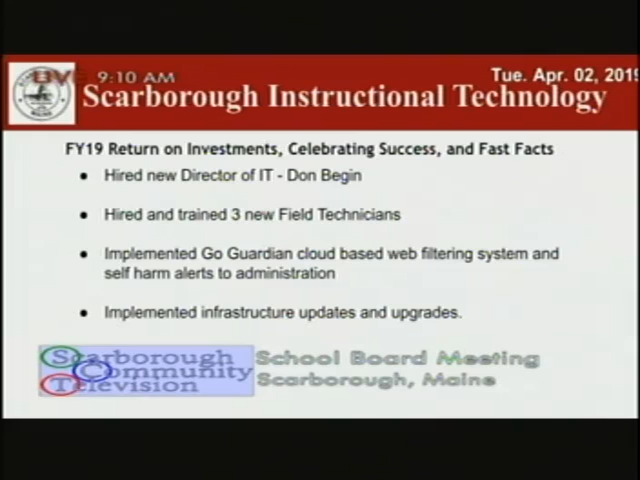 LIVE 9:10 AM
Tue. Apr. 02, 2019
Scarborough Instructional Technology
FY19 Return on Investments, Celebrating Success, and Fast Facts
● Hired new Director of IT - Don Begin
● Hired and trained 3 new Field Technicians
● Implemented Go Guardian cloud based web filtering system and
self harm alerts to administration
● Implemented infrastructure updates and upgrades.
Scarborough
Community
Television
School Board Meeting
Scarborough, Maine